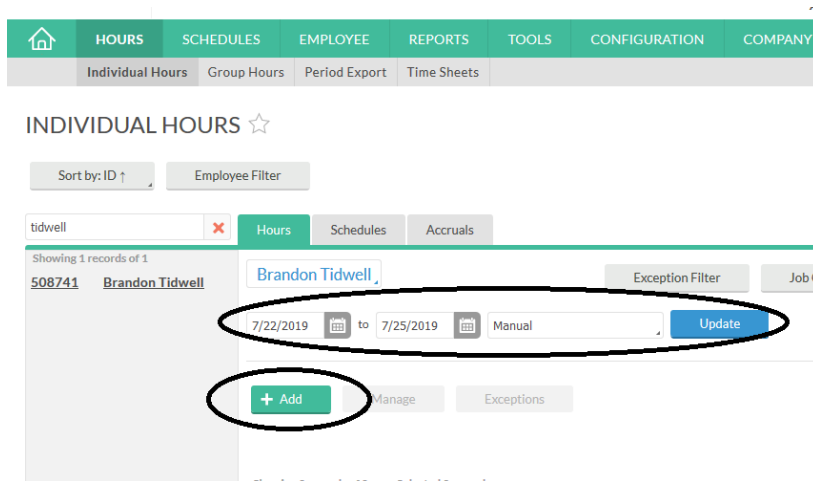 HOURS SCHEDULES EMPLOYEE REPORTS TOOLS CONFIGURATION COMPANY
Individual Hours Group Hours Period Export Time Sheets
INDIVIDUAL HOURS
Sort by: ID ↑ Employee Filter
tidwell
Hours Schedules Accruals
Showing 1 records of 1
508741 Brandon Tidwell
Brandon Tidwell
Exception Filter Job
7/22/2019 to 7/25/2019 Manual Update
+ Add Manage Exceptions